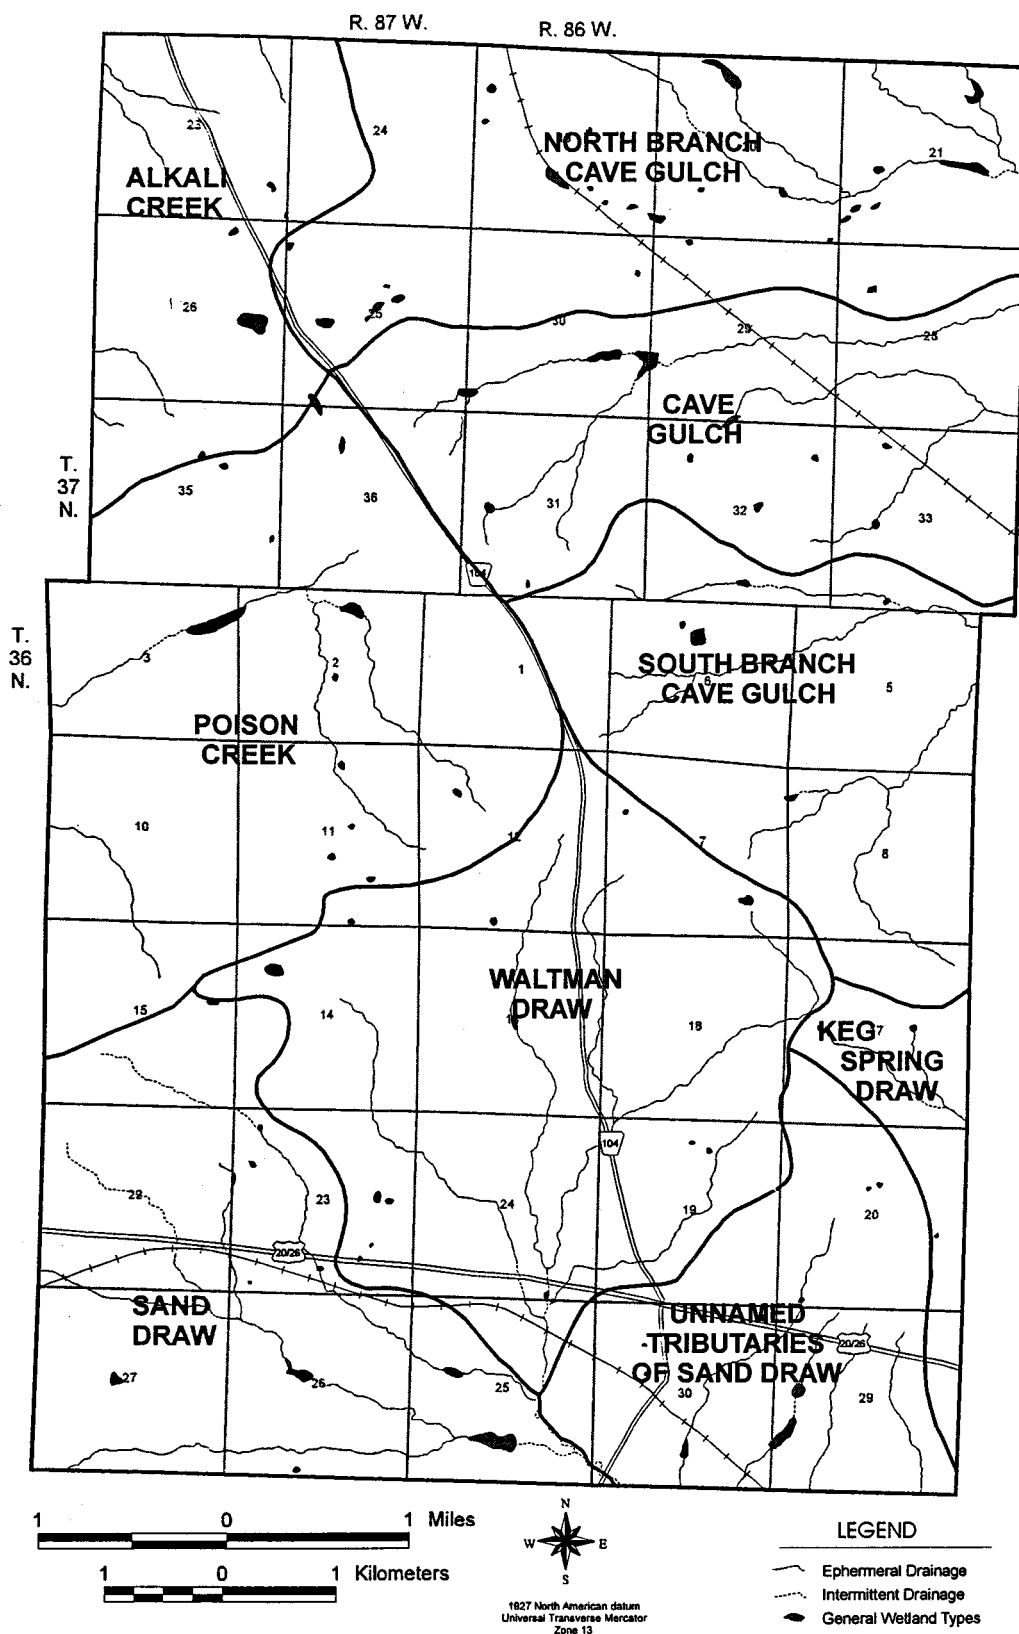 R. 87 W.
R. 86 W.
23
24
NORTH BRANCH
CAVE GULCH
21
ALKALI
CREEK
26
25
30
29
28
CAVE
GULCH
T.
37
N.
35
36
31
32
33
104
T.
36
N.
3
2
1
SOUTH BRANCH
CAVE GULCH
6
5
POISON
CREEK
10
11
12
7
8
WALTMAN
DRAW
15
14
18
KEG
SPRING
DRAW
104
22
23
24
19
20
20/26
SAND
DRAW
UNNAMED
TRIBUTARIES
OF SAND DRAW
20/26
27
26
25
30
29
1
0
1
Miles
1
0
1
Kilometers
N
W
E
S
1927 North American datum
Universal Transverse Mercator
Zone 13
LEGEND
Ephemeral Drainage
Intermittent Drainage
General Wetland Types